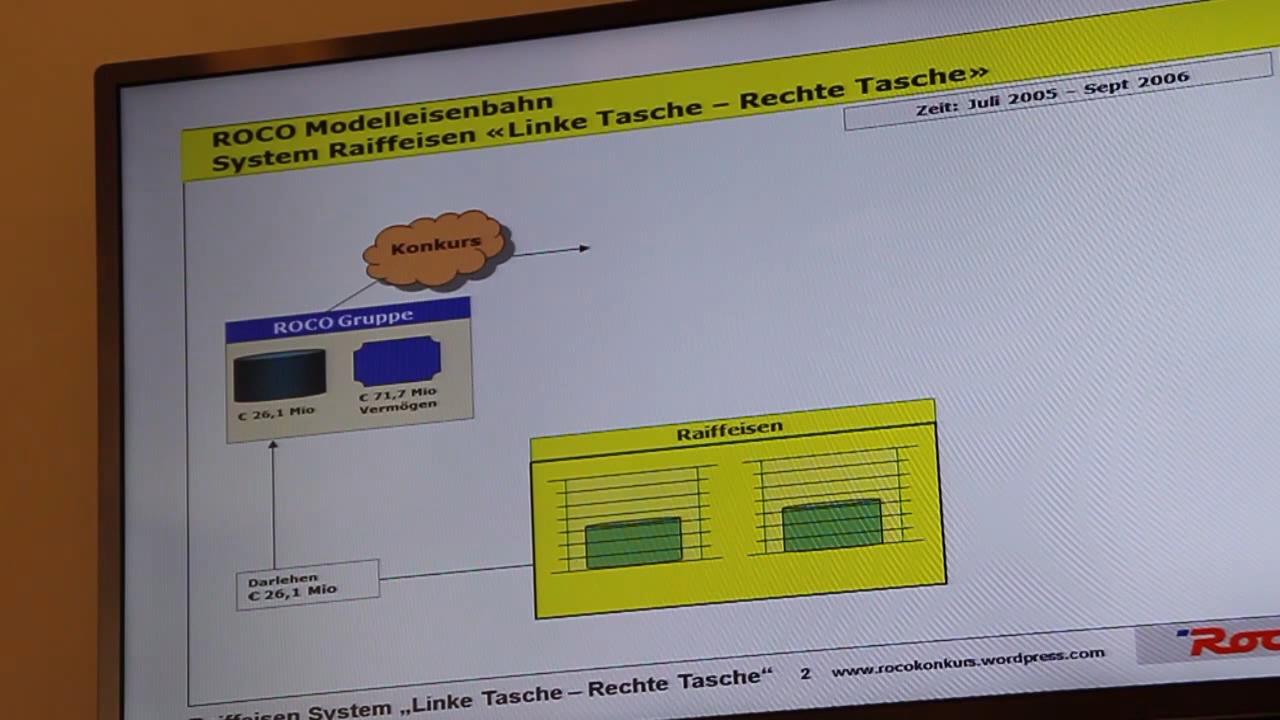 ROCO Modelleisenbahn
System Raiffeisen «Linke Tasche – Rechte Tasche»
Zeit: Juli 2005 – Sept 2006
Konkurs
ROCO Gruppe
€ 26,1 Mio
€ 71,7 Mio
Vermögen
Raiffeisen
Darlehen
€ 26,1 Mio
Raiffeisen System „Linke Tasche – Rechte Tasche“ 2 www.rocokonkurs.wordpress.com